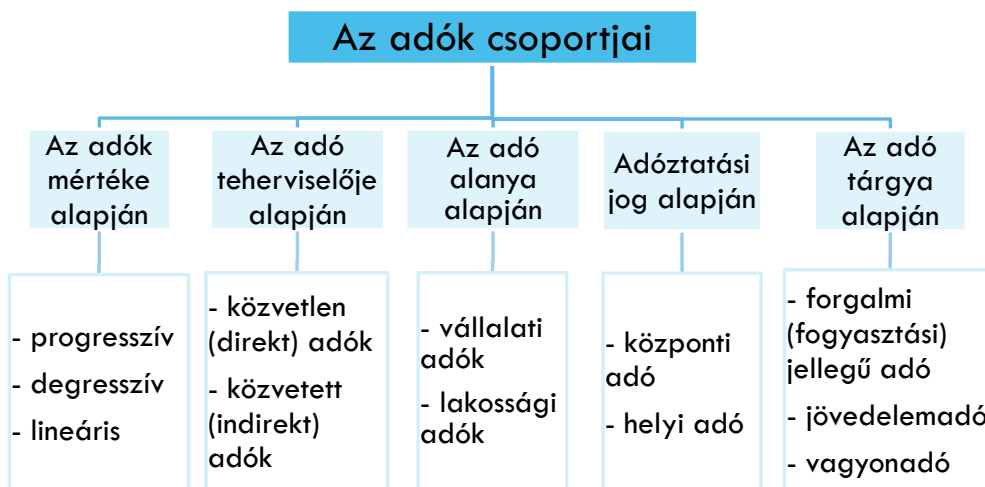 Az adók csoportjai
Az adók
mértéke
alapján
- progresszív
- degresszív
- lineáris
Az adó
teherviselője
alapján
- közvetlen
(direkt) adók
- közvetett
(indirekt)
adók
Az adó
alanya
alapján
- vállalati
adók
- lakossági
adók
Adóztatási
jog alapján
- központi
adó
- helyi adó
Az adó
tárgya
alapján
- forgalmi
(fogyasztási)
jellegű adó
- jövedelemadó
- vagyonadó